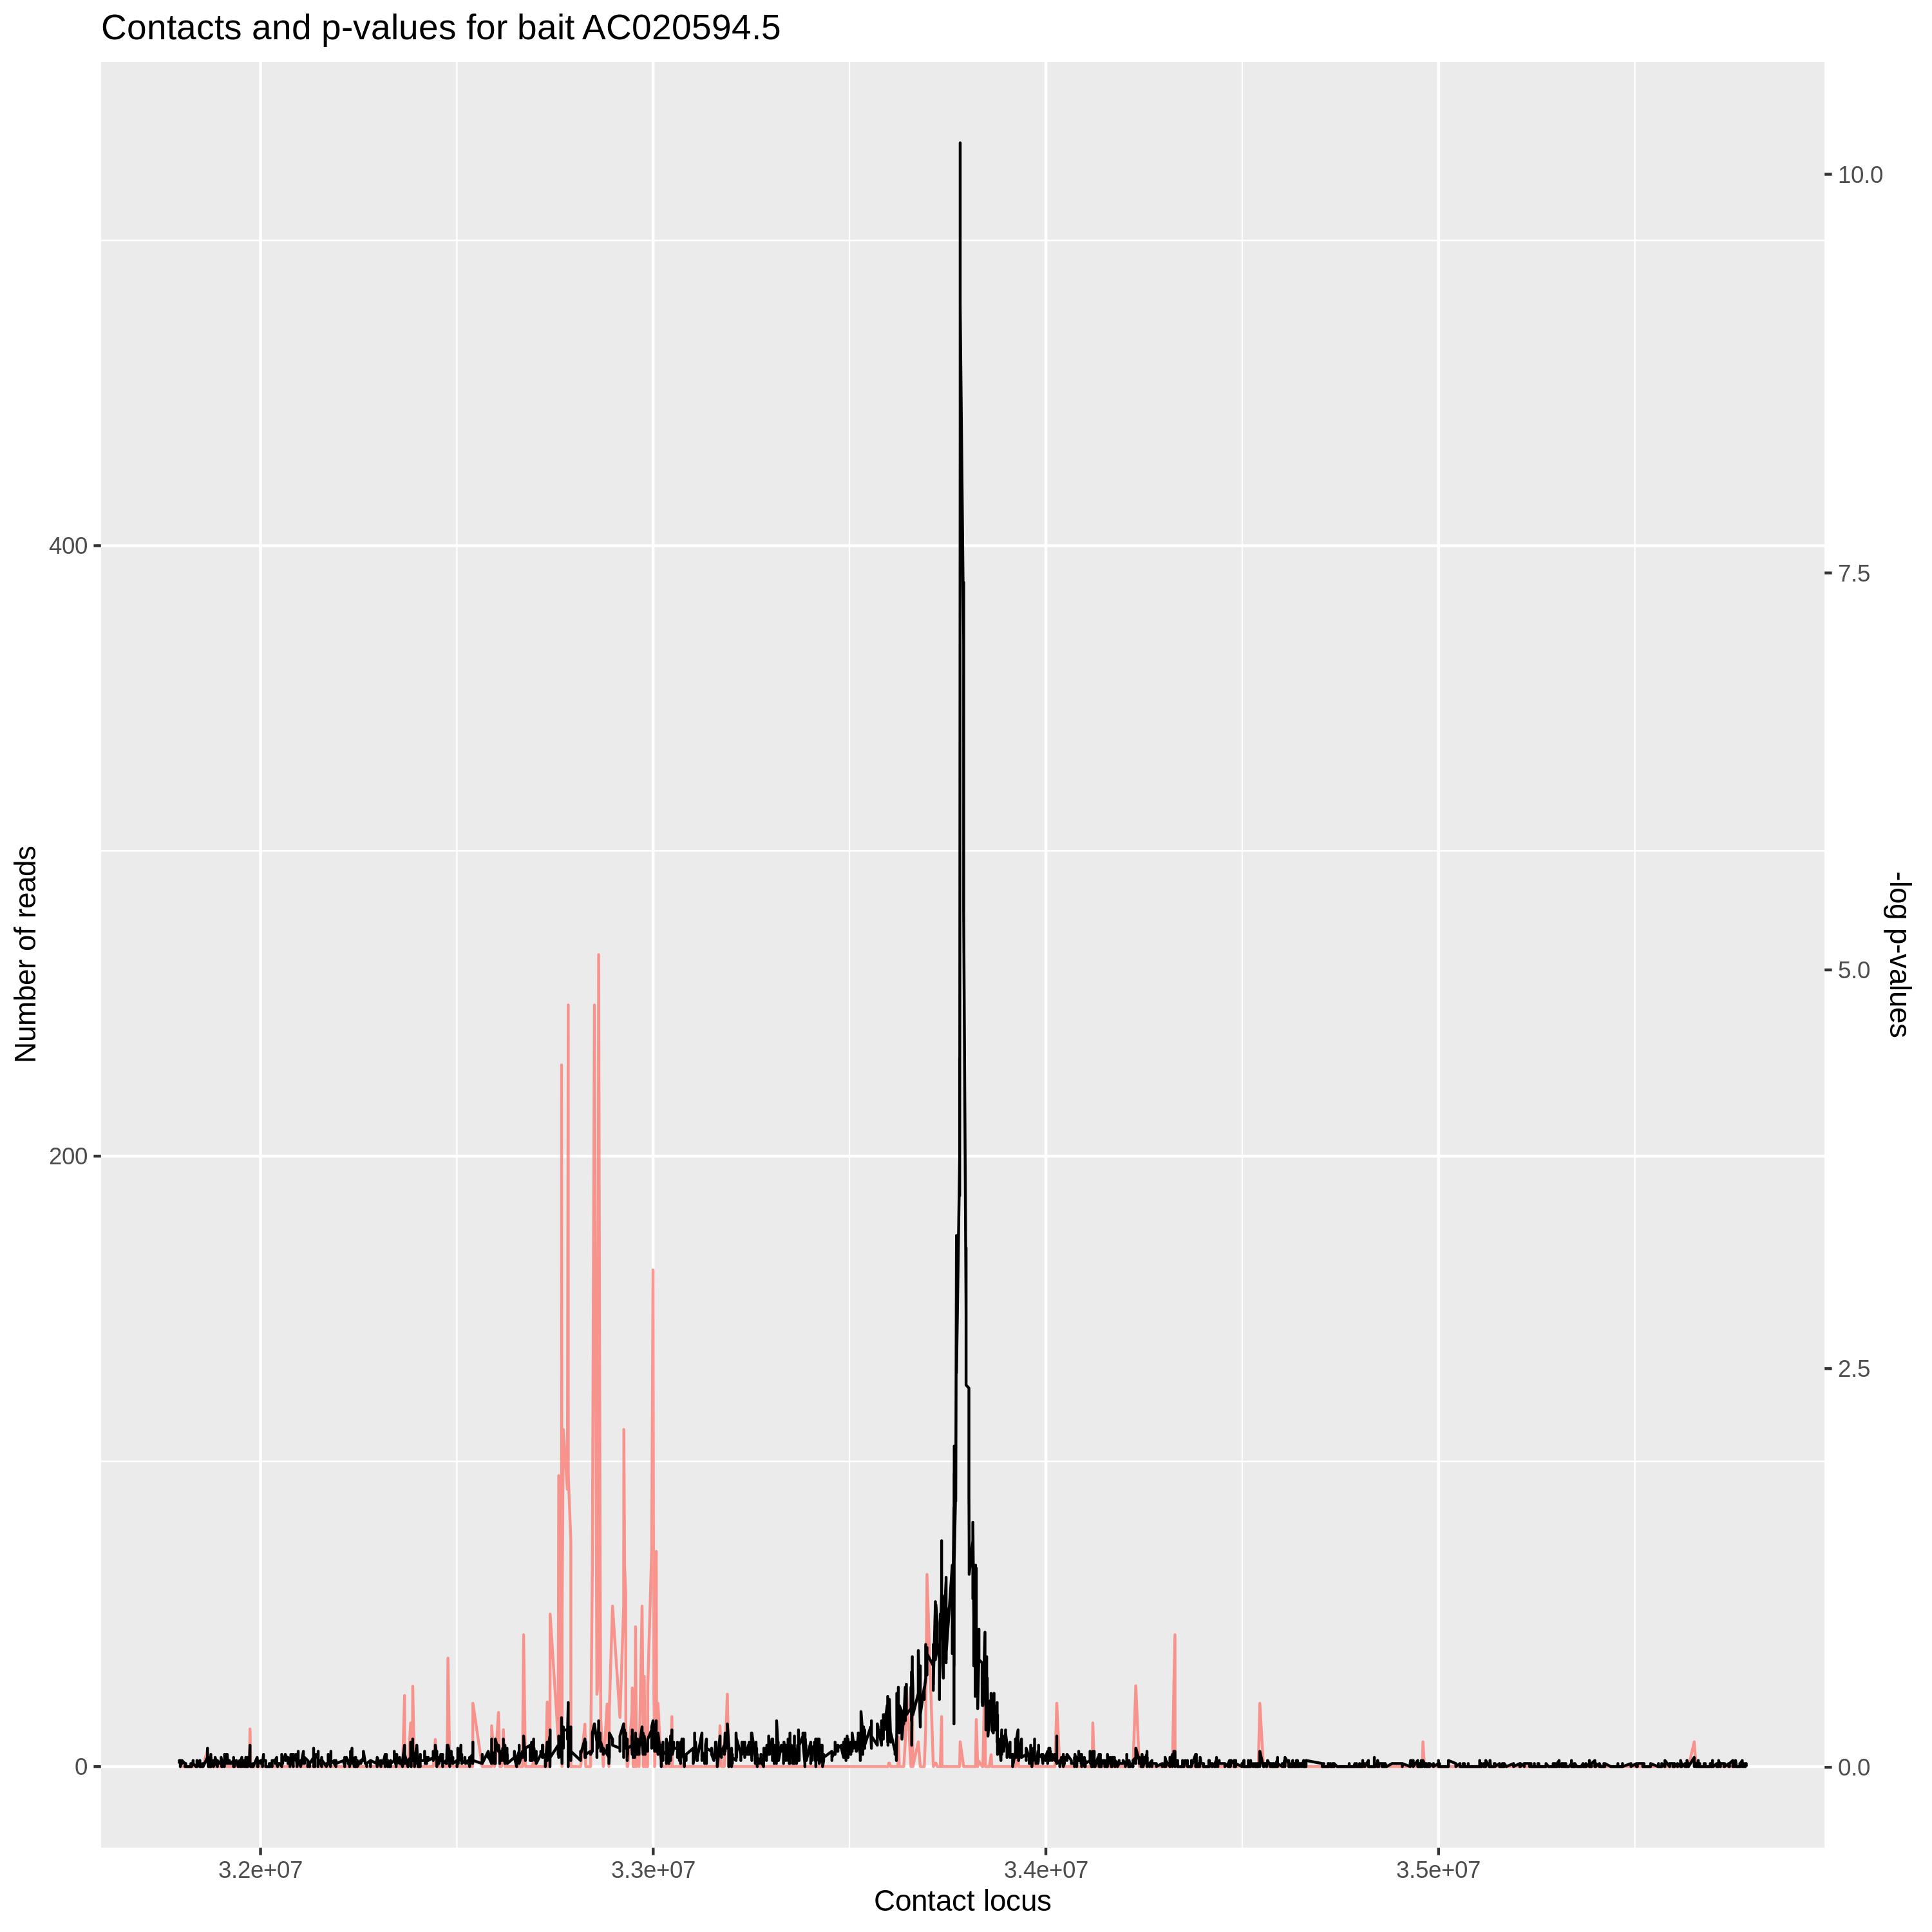 Contacts and p-values for bait AC020594.5
Number of reads
400
200
0
10.0
7.5
5.0
2.5
0.0
-log p-values
3.2e+07
3.3e+07
3.4e+07
3.5e+07
Contact locus